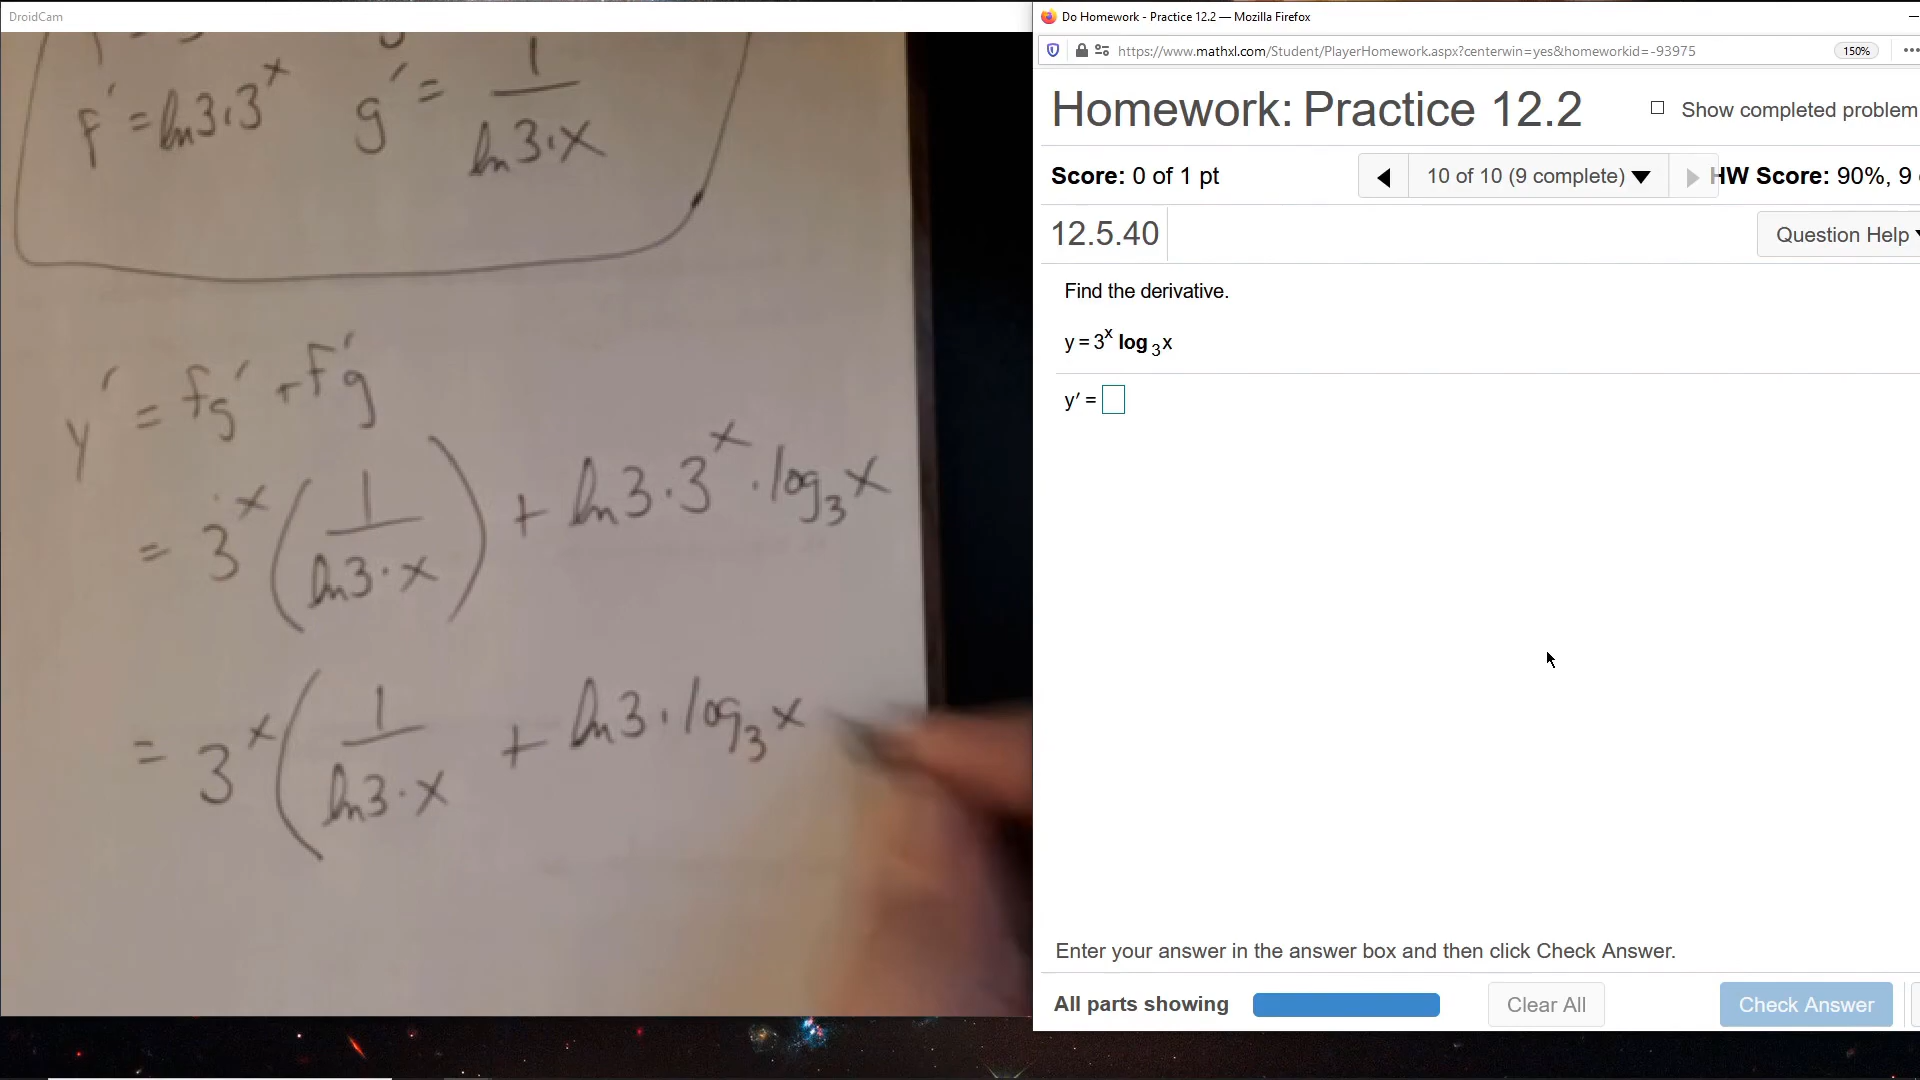 DroidCam
f' = ln3·3^x g' = 1/(ln3·x)
y' = fg' + f'g
= 3^x (1/(ln3·x)) + ln3·3^x·log_3 x
= 3^x (1/(ln3·x) + ln3·log_3 x
Do Homework - Practice 12.2 — Mozilla Firefox
https://www.mathxl.com/Student/PlayerHomework.aspx?centerwin=yes&homeworkid=-93975 150%
Homework: Practice 12.2 Show completed problem
Score: 0 of 1 pt 10 of 10 (9 complete) HW Score: 90%, 9
12.5.40 Question Help
Find the derivative.
y = 3^x log_3 x
y′ =
Enter your answer in the answer box and then click Check Answer.
All parts showing Clear All Check Answer